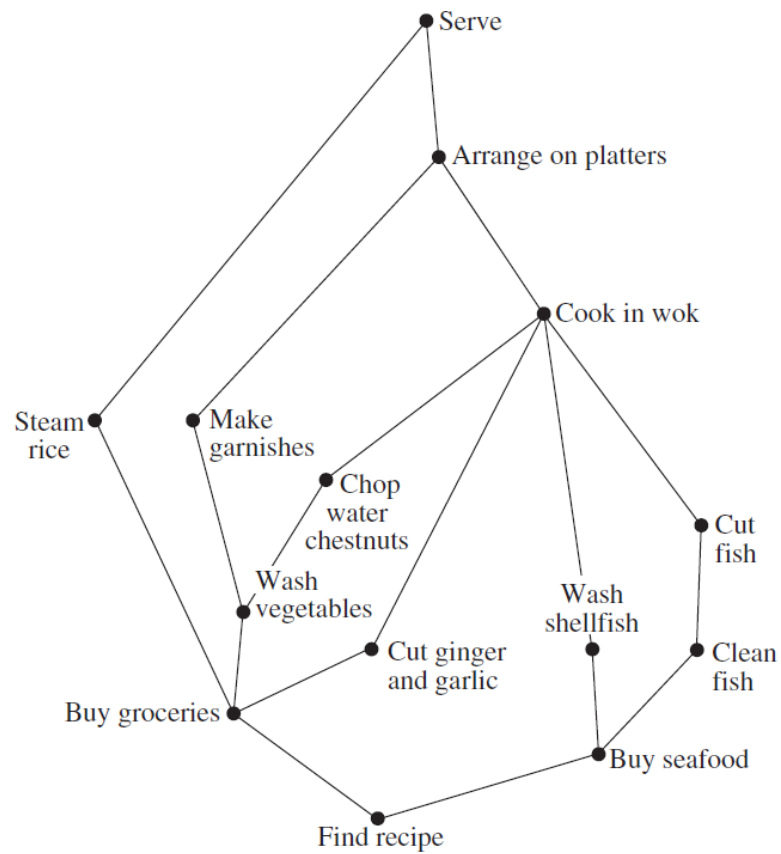 Serve
Arrange on platters
Cook in wok
Steam
rice
Make
garnishes
Chop
water
chestnuts
Cut
fish
Wash
vegetables
Wash
shellfish
Cut ginger
and garlic
Clean
fish
Buy groceries
Buy seafood
Find recipe